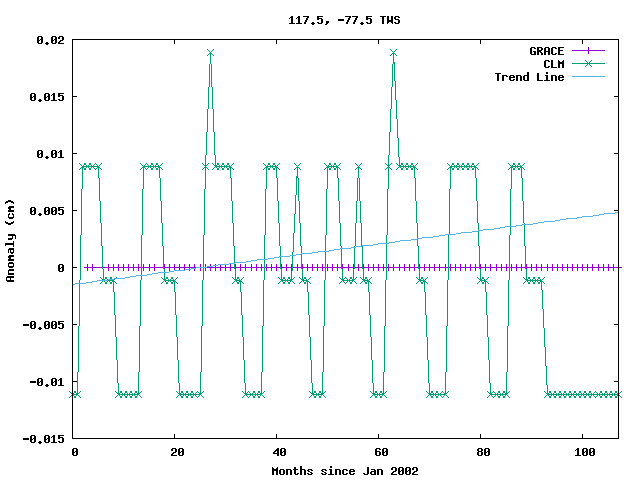 117.5, -77.5 TWS
GRACE
CLM
Trend Line
0.02
0.015
0.01
0.005
0
-0.005
-0.01
-0.015
Anomaly (cm)
0 20 40 60 80 100
Months since Jan 2002